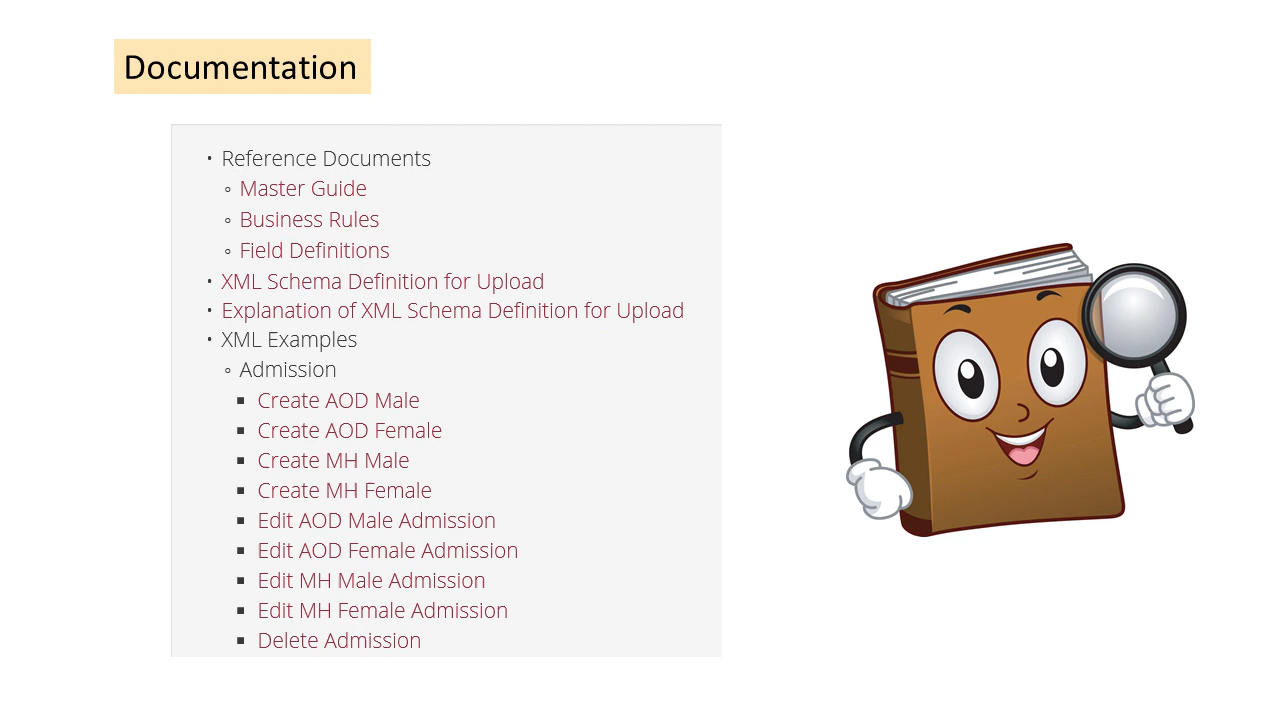 Documentation
• Reference Documents
◦ Master Guide
◦ Business Rules
◦ Field Definitions
• XML Schema Definition for Upload
• Explanation of XML Schema Definition for Upload
• XML Examples
◦ Admission
▪ Create AOD Male
▪ Create AOD Female
▪ Create MH Male
▪ Create MH Female
▪ Edit AOD Male Admission
▪ Edit AOD Female Admission
▪ Edit MH Male Admission
▪ Edit MH Female Admission
▪ Delete Admission